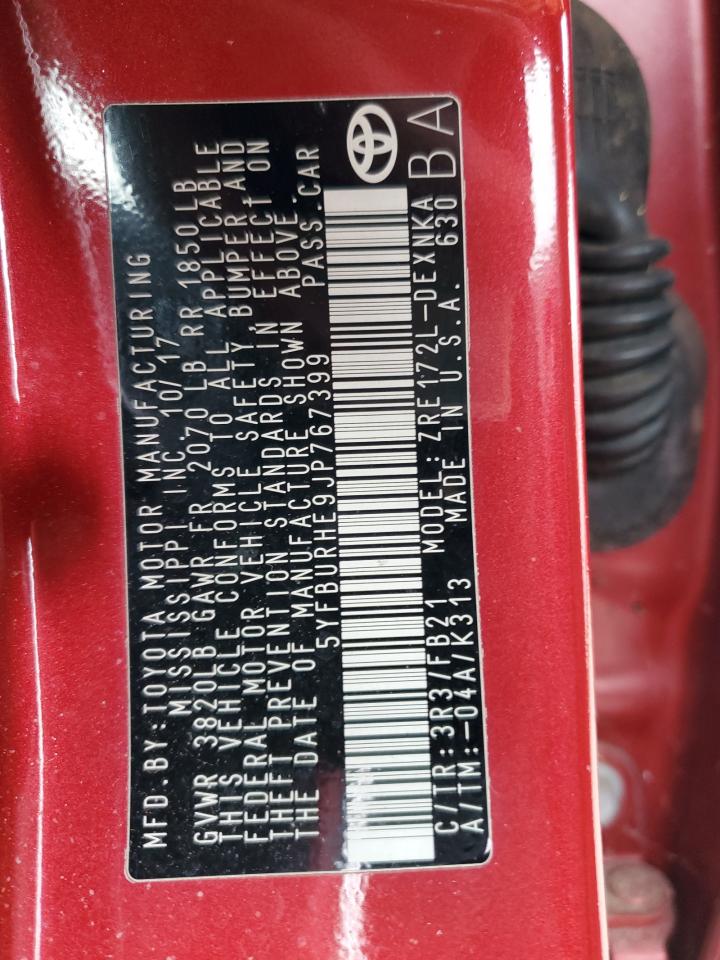 MFD.BY:TOYOTA MOTOR MANUFACTURING
MISSISSIPPI INC. 10/17
GVWR 3820LB GAWR FR 2070 LB RR 1850LB
THIS VEHICLE CONFORMS TO ALL APPLICABLE
FEDERAL MOTOR VEHICLE SAFETY, BUMPER, AND
THEFT PREVENTION STANDARDS IN EFFECT ON
THE DATE OF MANUFACTURE SHOWN ABOVE.
5YFBURHE9JP767399 PASS.CAR
C/TR:3R3/FB21 MODEL:ZRE172L-DEXNKA
A/TM:-04A/K313 MADE IN U.S.A. 630
BA